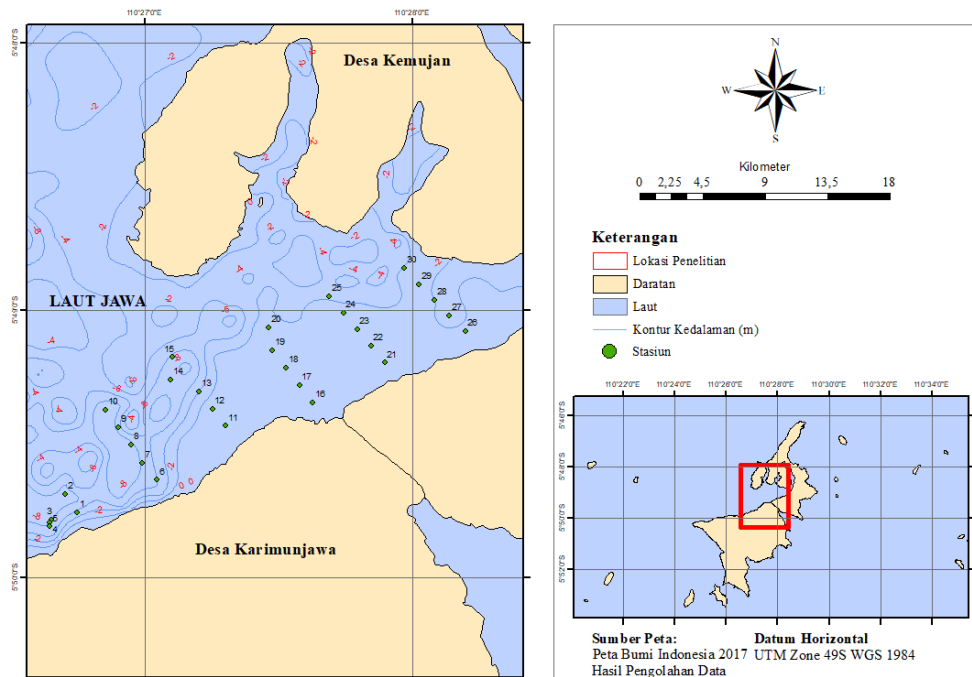 110°27'0"E
110°28'0"E
5°48'0"S
5°40'0"S
5°50'0"S
Desa Kemujan
LAUT JAWA
Desa Karimunjawa
30
29
28
27
26
25
24
23
22
21
20
19
18
17
16
15
14
13
12
11
10
9
8
7
6
2
1
3
5
4
N
W
E
S
Kilometer
0 2,25 4,5 9 13,5 18
Keterangan
Lokasi Penelitian
Daratan
Laut
Kontur Kedalaman (m)
Stasiun
110°22'0"E 110°24'0"E 110°26'0"E 110°28'0"E 110°30'0"E 110°32'0"E 110°34'0"E
5°46'0"S
5°48'0"S
5°50'0"S
5°52'0"S
Sumber Peta:
Peta Bumi Indonesia 2017
Hasil Pengolahan Data
Datum Horizontal
UTM Zone 49S WGS 1984